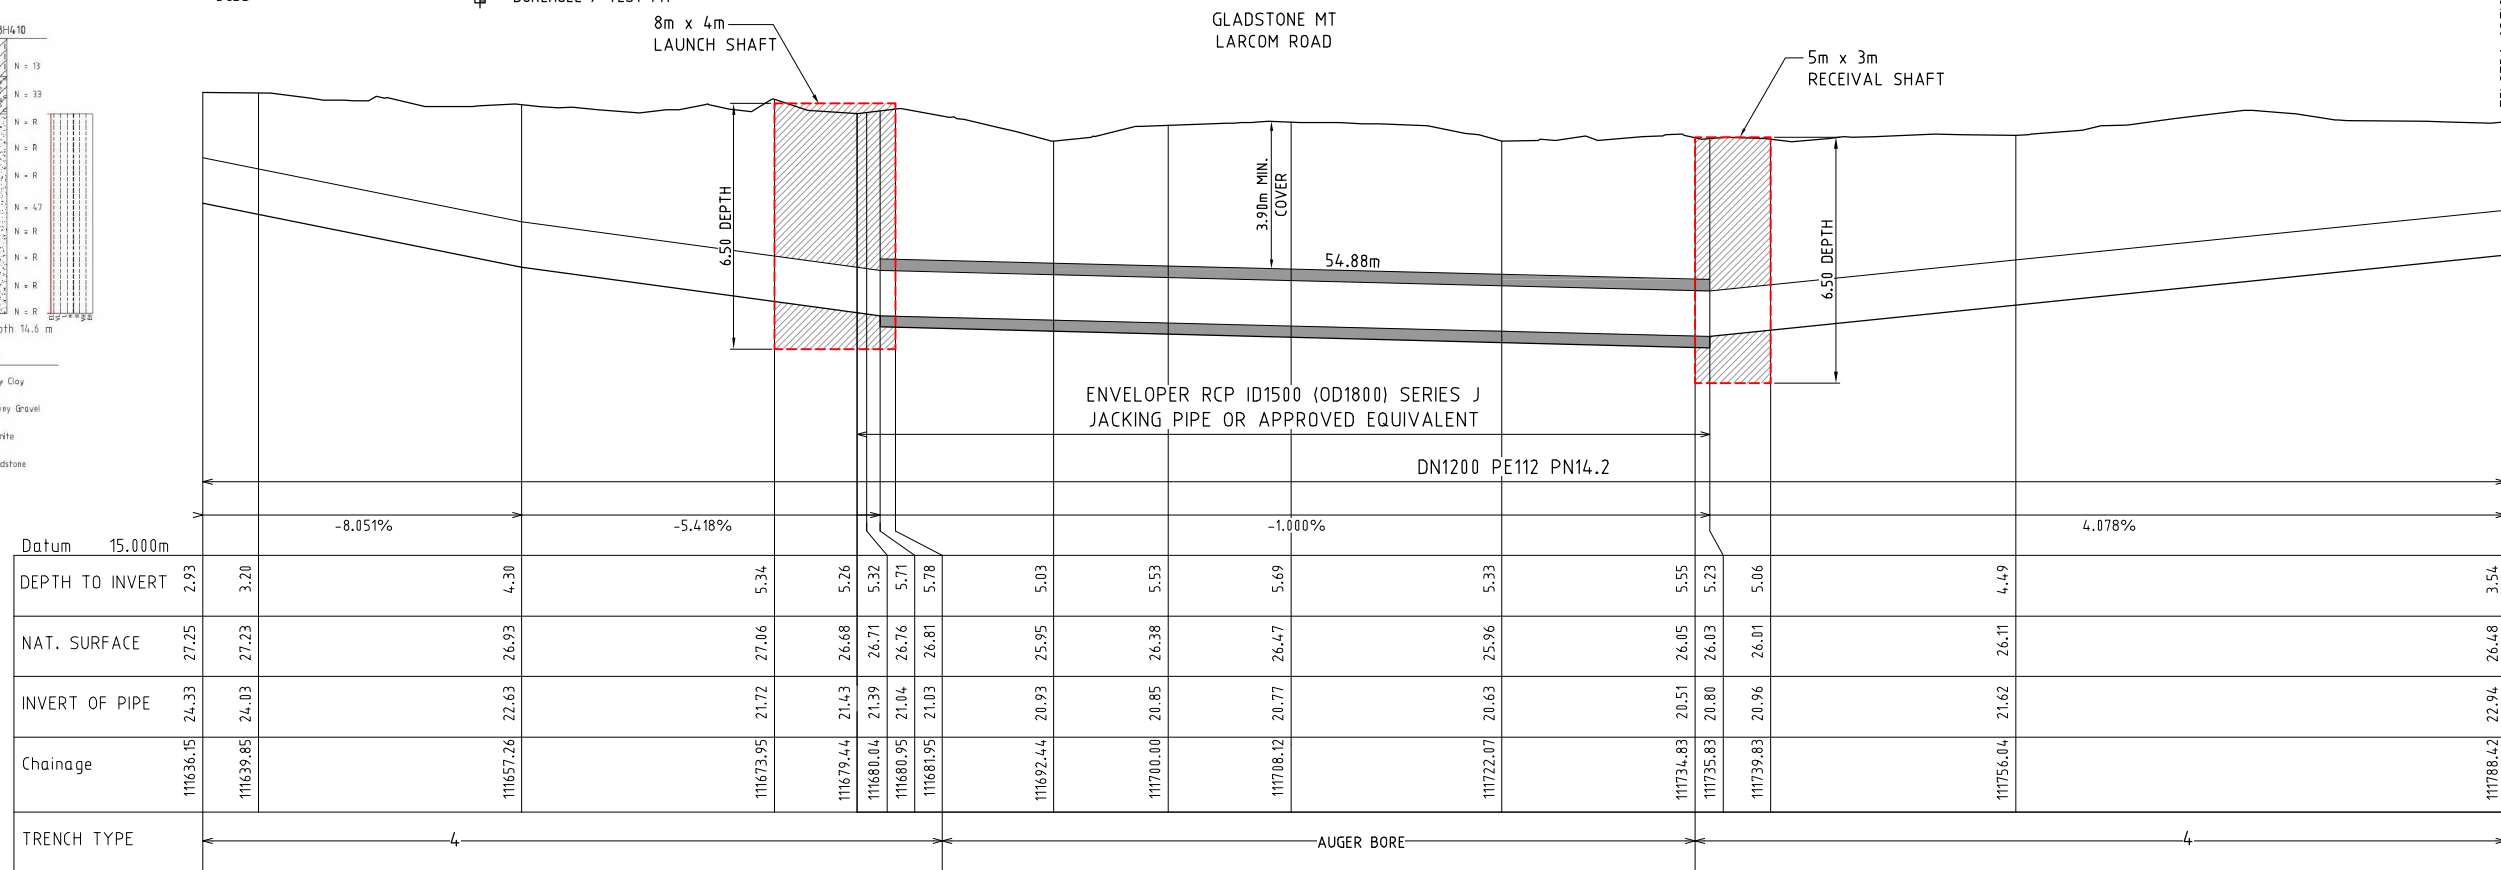 BH410
N = 13
N = 33
N = R
N = R
N = R
N = 47
N = R
N = R
N = R
N = R
14.6 m
Clay
Gravel
8m x 4m
LAUNCH SHAFT
GLADSTONE MT
LARCOM ROAD
5m x 3m
RECEIVAL SHAFT
6.50 DEPTH
3.90m MIN.
COVER
54.88m
6.50 DEPTH
ENVELOPER RCP ID1500 (OD1800) SERIES J
JACKING PIPE OR APPROVED EQUIVALENT
DN1200 PE112 PN14.2
-8.051% -5.418% -1.000% 4.078%
Datum 15.000m
DEPTH TO INVERT 2.93 3.20 4.30 5.34 5.26 5.32 5.71 5.78 5.03 5.53 5.69 5.33 5.55 5.23 5.06 4.49 3.54
NAT. SURFACE 27.25 27.23 26.93 27.06 26.68 26.71 26.76 26.81 25.95 26.38 26.47 25.96 26.05 26.03 26.01 26.11 26.48
INVERT OF PIPE 24.33 24.03 22.63 21.72 21.43 21.39 21.04 21.03 20.93 20.85 20.77 20.63 20.51 20.80 20.96 21.62 22.94
Chainage 111636.15 111639.85 111657.26 111673.95 111679.44 111680.04 111680.95 111681.95 111692.44 111700.00 111708.12 111722.07 111734.83 111735.83 111739.83 111756.04 111788.42
TRENCH TYPE 4 AUGER BORE 4